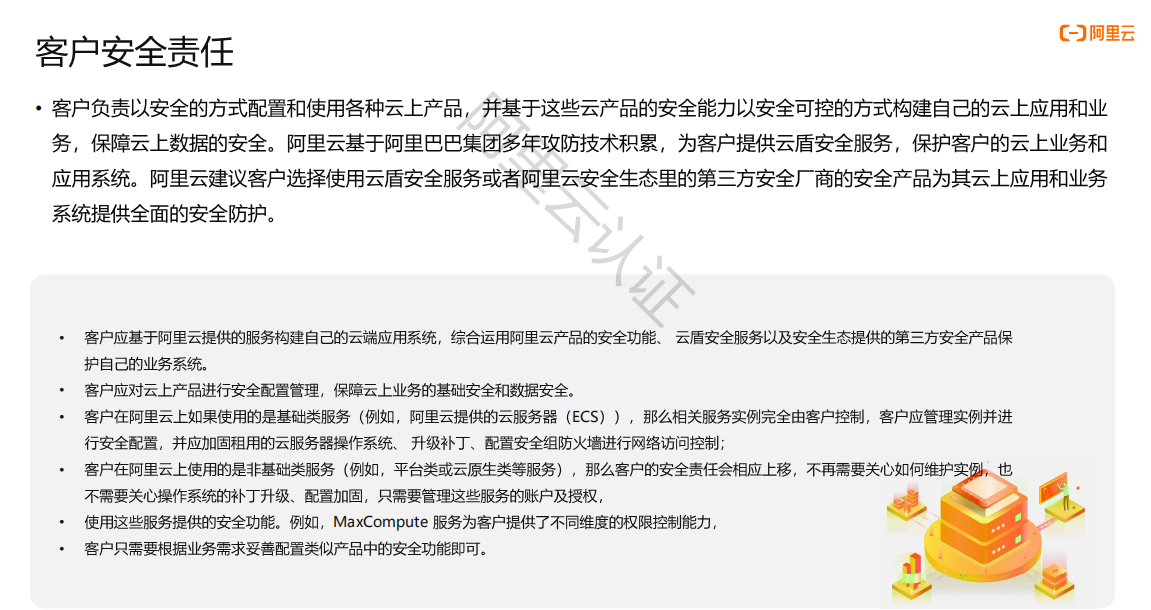 阿里云
客户安全责任
• 客户负责以安全的方式配置和使用各种云上产品，并基于这些云产品的安全能力以安全可控的方式构建自己的云上应用和业
务，保障云上数据的安全。阿里云基于阿里巴巴集团多年攻防技术积累，为客户提供云盾安全服务，保护客户的云上业务和
应用系统。阿里云建议客户选择使用云盾安全服务或者阿里云安全生态里的第三方安全厂商的安全产品为其云上应用和业务
系统提供全面的安全防护。
阿里云认证
• 客户应基于阿里云提供的服务构建自己的云端应用系统，综合运用阿里云产品的安全功能、 云盾安全服务以及安全生态提供的第三方安全产品保
护自己的业务系统。
• 客户应对云上产品进行安全配置管理，保障云上业务的基础安全和数据安全。
• 客户在阿里云上如果使用的是基础类服务（例如，阿里云提供的云服务器（ECS）），那么相关服务实例完全由客户控制，客户应管理实例并进
行安全配置，并应加固租用的云服务器操作系统、 升级补丁、配置安全组防火墙进行网络访问控制；
• 客户在阿里云上使用的是非基础类服务（例如，平台类或云原生类等服务），那么客户的安全责任会相应上移，不再需要关心如何维护实例，也
不需要关心操作系统的补丁升级、配置加固，只需要管理这些服务的账户及授权，
• 使用这些服务提供的安全功能。例如，MaxCompute 服务为客户提供了不同维度的权限控制能力，
• 客户只需要根据业务需求妥善配置类似产品中的安全功能即可。